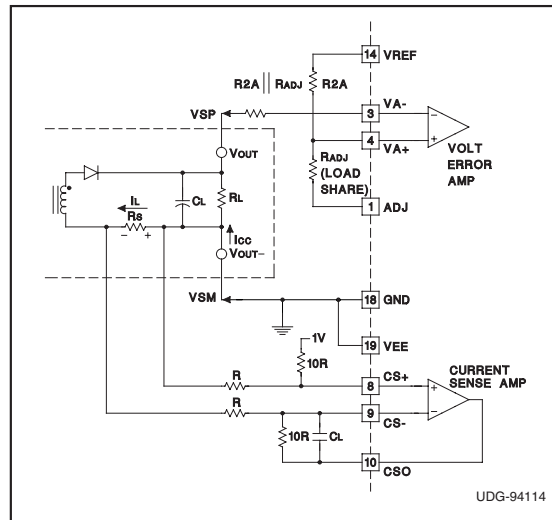 14 VREF
R2A || RADJ
R2A
VSP
3 VA-
4 VA+
VOLT
ERROR
AMP
VOUT
RADJ
(LOAD
SHARE)
1 ADJ
IL
RS
CL
RL
ICC
VOUT-
VSM
18 GND
19 VEE
1V
10R
CURRENT
SENSE AMP
R
8 CS+
R
9 CS-
10R
CL
10 CSO
UDG-94114